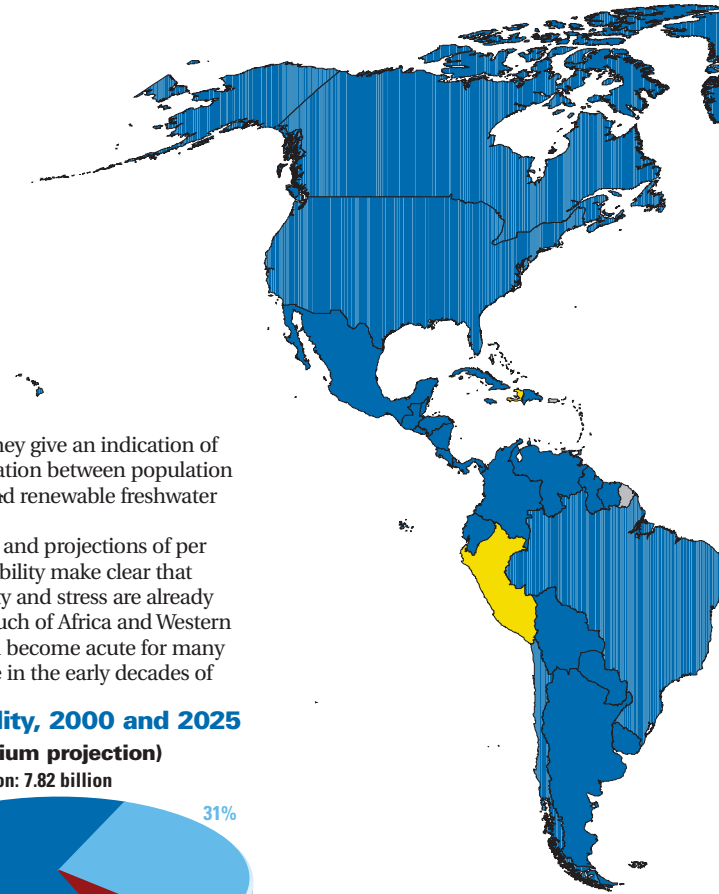 hey give an indication of
ation between population
d renewable freshwater
and projections of per
bility make clear that
ty and stress are already
uch of Africa and Western
become acute for many
e in the early decades of
lity, 2000 and 2025
ium projection)
on: 7.82 billion
31%